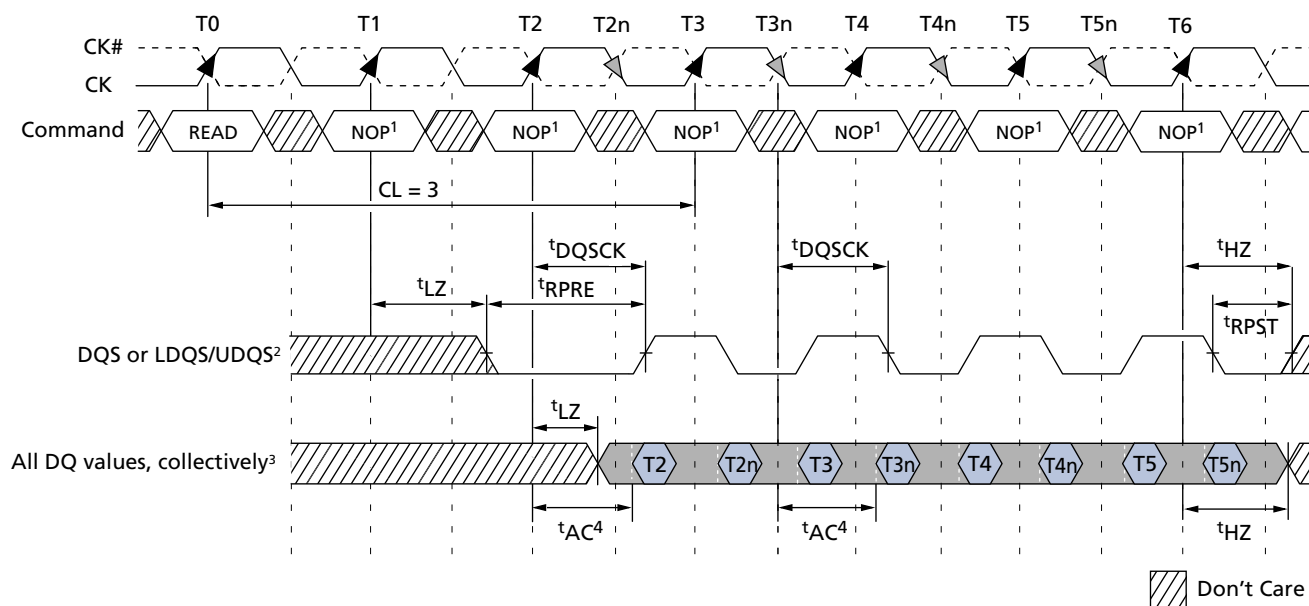 T0 T1 T2 T2n T3 T3n T4 T4n T5 T5n T6
CK#
CK
Command READ NOP¹ NOP¹ NOP¹ NOP¹ NOP¹ NOP¹
CL = 3
ᵗDQSCK ᵗDQSCK ᵗHZ
ᵗLZ ᵗRPRE
ᵗRPST
DQS or LDQS/UDQS²
ᵗLZ
All DQ values, collectively³ T2 T2n T3 T3n T4 T4n T5 T5n
ᵗAC⁴ ᵗAC⁴ ᵗHZ
Don't Care